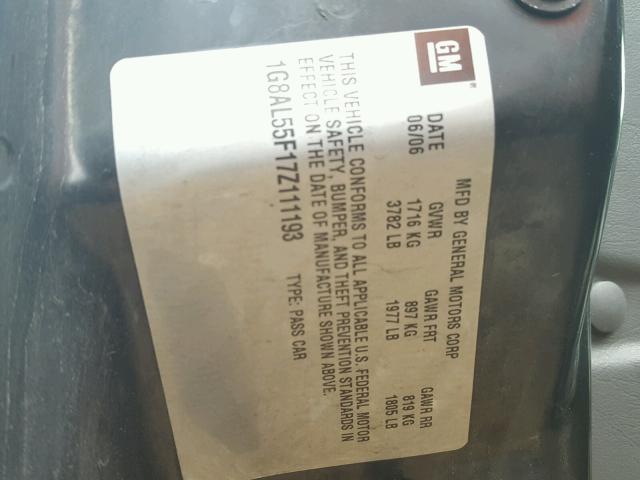 GM
MFD BY GENERAL MOTORS CORP
DATE GVWR GAWR FRT GAWR RR
06/06 1716 KG 897 KG 819 KG
3782 LB 1977 LB 1805 LB
THIS VEHICLE CONFORMS TO ALL APPLICABLE U.S. FEDERAL MOTOR
VEHICLE SAFETY, BUMPER, AND THEFT PREVENTION STANDARDS IN
EFFECT ON THE DATE OF MANUFACTURE SHOWN ABOVE.
1G8AL55F17Z111193 TYPE: PASS CAR